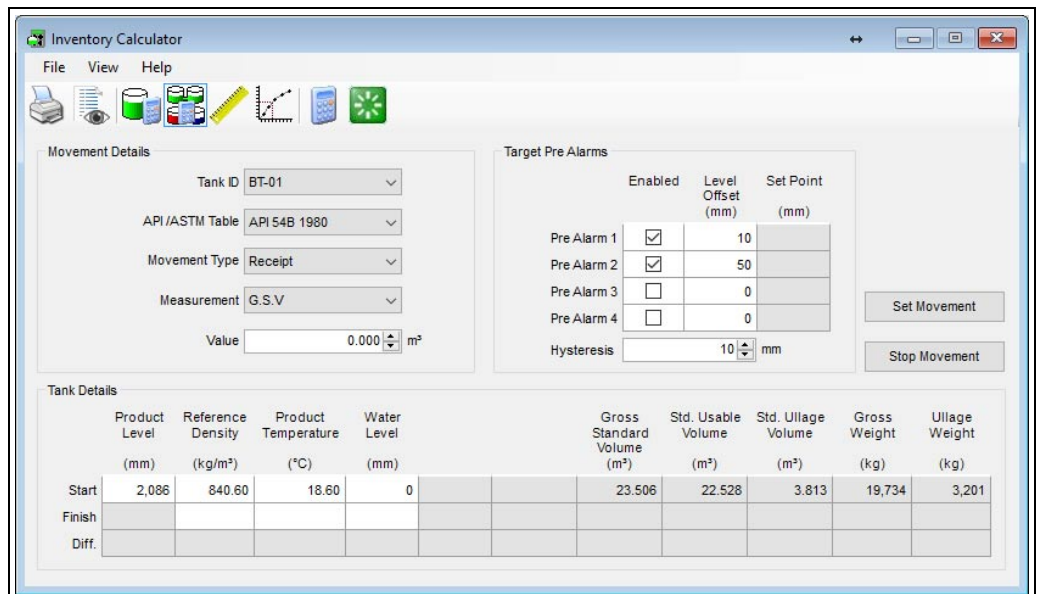 Inventory Calculator
File View Help
Movement Details
Tank ID BT-01
API/ASTM Table API 54B 1980
Movement Type Receipt
Measurement G.S.V
Value 0.000 m³
Target Pre Alarms
Enabled Level Offset (mm) Set Point (mm)
Pre Alarm 1 10
Pre Alarm 2 50
Pre Alarm 3 0
Pre Alarm 4 0
Hysteresis 10 mm
Set Movement
Stop Movement
Tank Details
Product Reference Product Water Gross Std. Usable Std. Ullage Gross Ullage
Level Density Temperature Level Standard Volume Volume Weight Weight
Volume
(mm) (kg/m³) (°C) (mm) (m³) (m³) (m³) (kg) (kg)
Start 2,086 840.60 18.60 0 23.506 22.528 3.813 19,734 3,201
Finish
Diff.